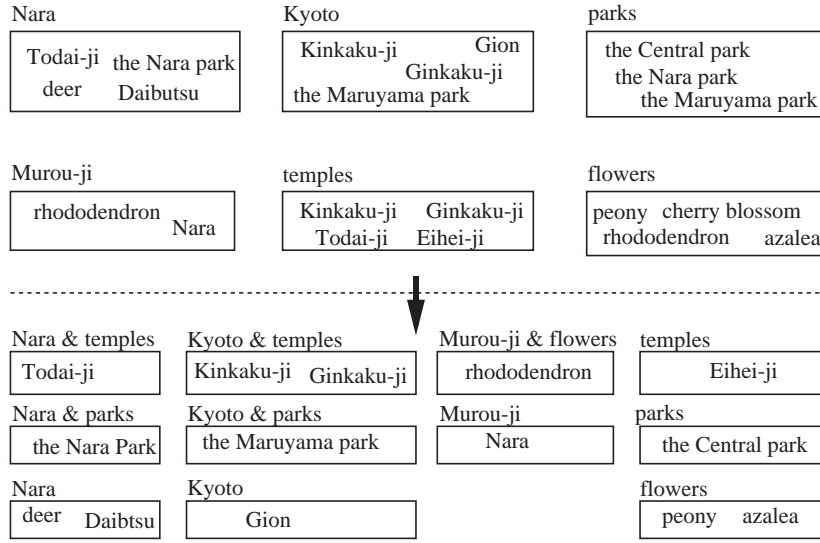 Nara Kyoto parks
Todai-ji the Nara park
deer Daibutsu
Kinkaku-ji Gion
Ginkaku-ji
the Maruyama park
the Central park
the Nara park
the Maruyama park
Murou-ji temples flowers
rhododendron
Nara
Kinkaku-ji Ginkaku-ji
Todai-ji Eihei-ji
peony cherry blossom
rhododendron azalea
Nara & temples Kyoto & temples Murou-ji & flowers temples
Todai-ji Kinkaku-ji Ginkaku-ji rhododendron Eihei-ji
Nara & parks Kyoto & parks Murou-ji parks
the Nara Park the Maruyama park Nara the Central park
Nara Kyoto flowers
deer Daibtsu Gion peony azalea